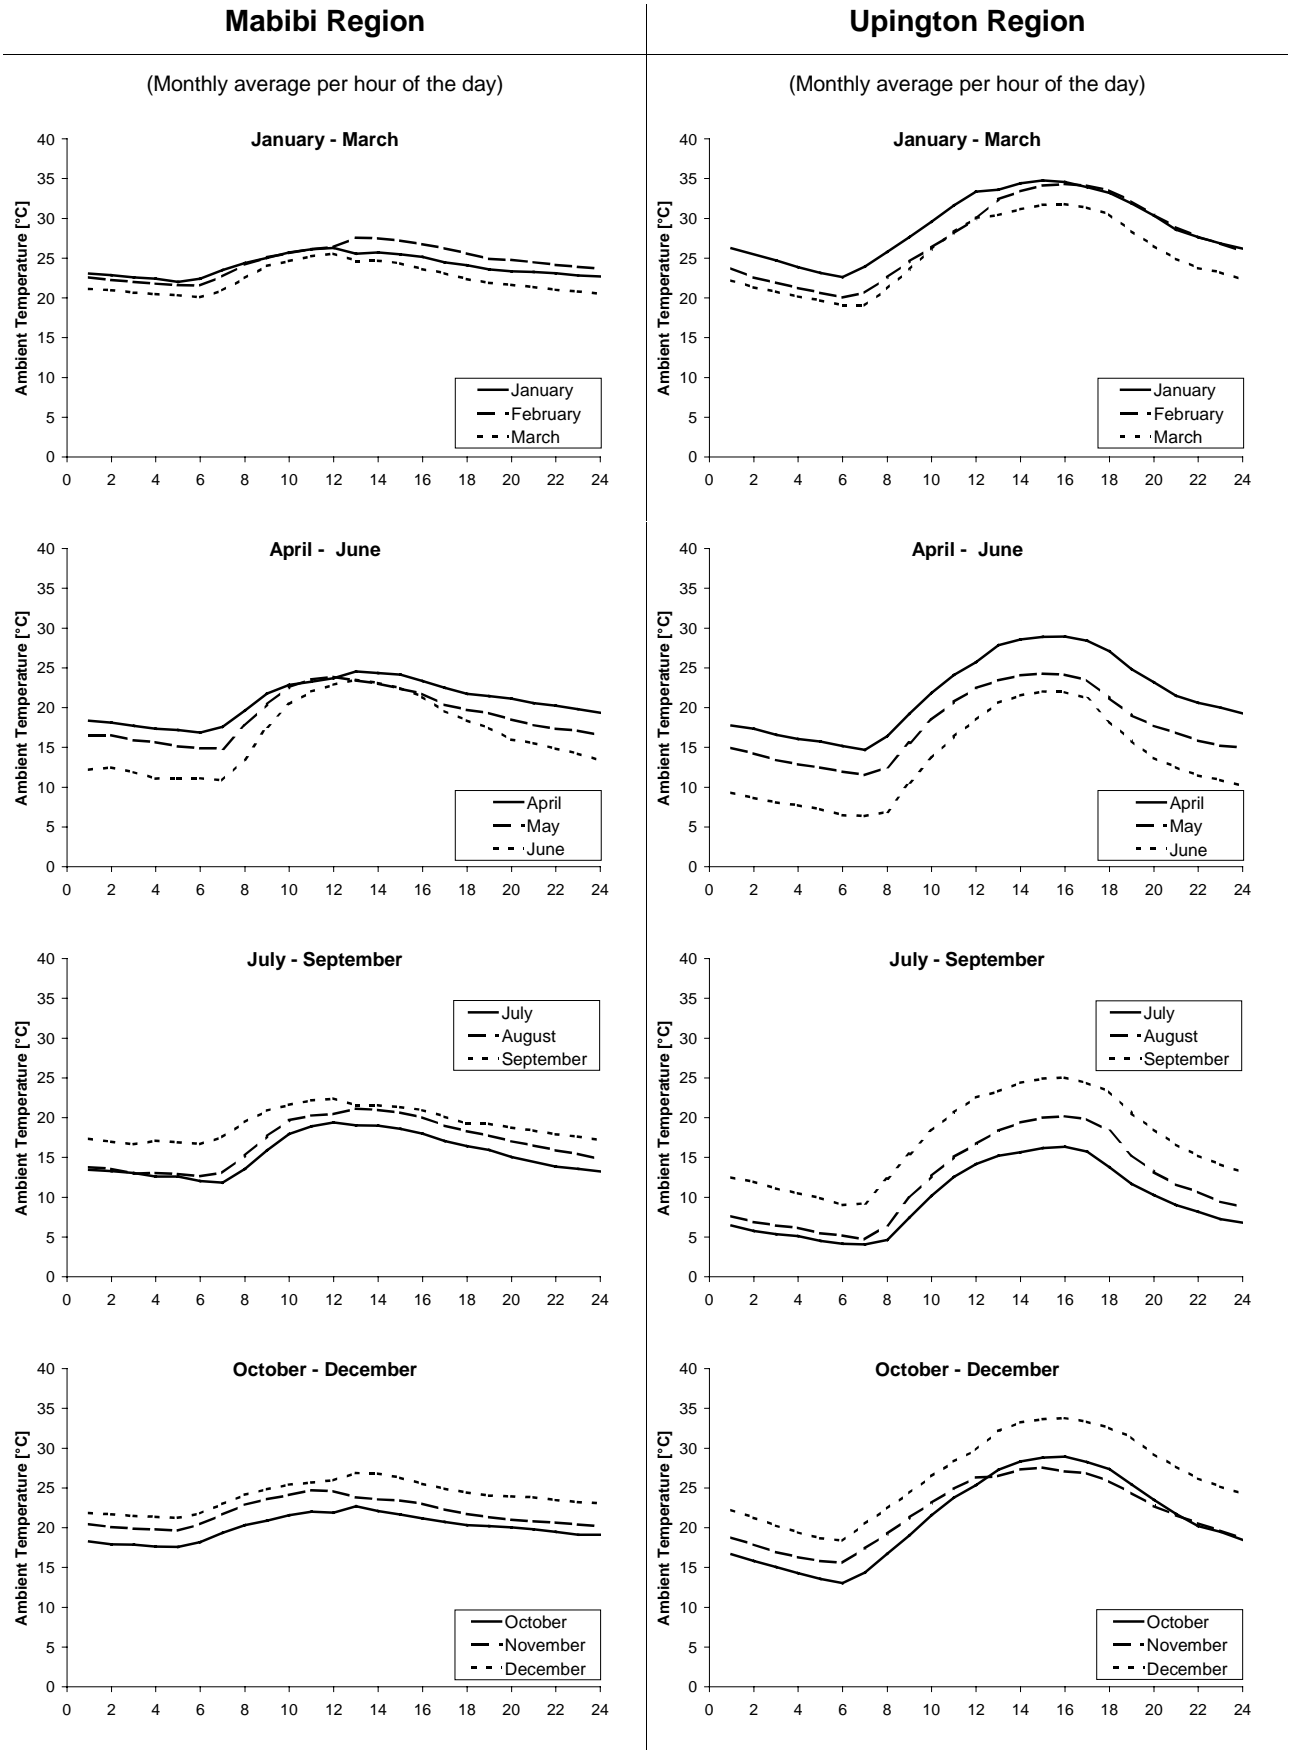 Mabibi Region
Upington Region
(Monthly average per hour of the day)
(Monthly average per hour of the day)
January - March
Ambient Temperature [°C]
40
35
30
25
20
15
10
5
0
0 2 4 6 8 10 12 14 16 18 20 22 24
January
February
March
January - March
Ambient Temperature [°C]
40
35
30
25
20
15
10
5
0
0 2 4 6 8 10 12 14 16 18 20 22 24
January
February
March
April - June
Ambient Temperature [°C]
40
35
30
25
20
15
10
5
0
0 2 4 6 8 10 12 14 16 18 20 22 24
April
May
June
April - June
Ambient Temperature [°C]
40
35
30
25
20
15
10
5
0
0 2 4 6 8 10 12 14 16 18 20 22 24
April
May
June
July - September
Ambient Temperature [°C]
40
35
30
25
20
15
10
5
0
0 2 4 6 8 10 12 14 16 18 20 22 24
July
August
September
July - September
Ambient Temperature [°C]
40
35
30
25
20
15
10
5
0
0 2 4 6 8 10 12 14 16 18 20 22 24
July
August
September
October - December
Ambient Temperature [°C]
40
35
30
25
20
15
10
5
0
0 2 4 6 8 10 12 14 16 18 20 22 24
October
November
December
October - December
Ambient Temperature [°C]
40
35
30
25
20
15
10
5
0
0 2 4 6 8 10 12 14 16 18 20 22 24
October
November
December